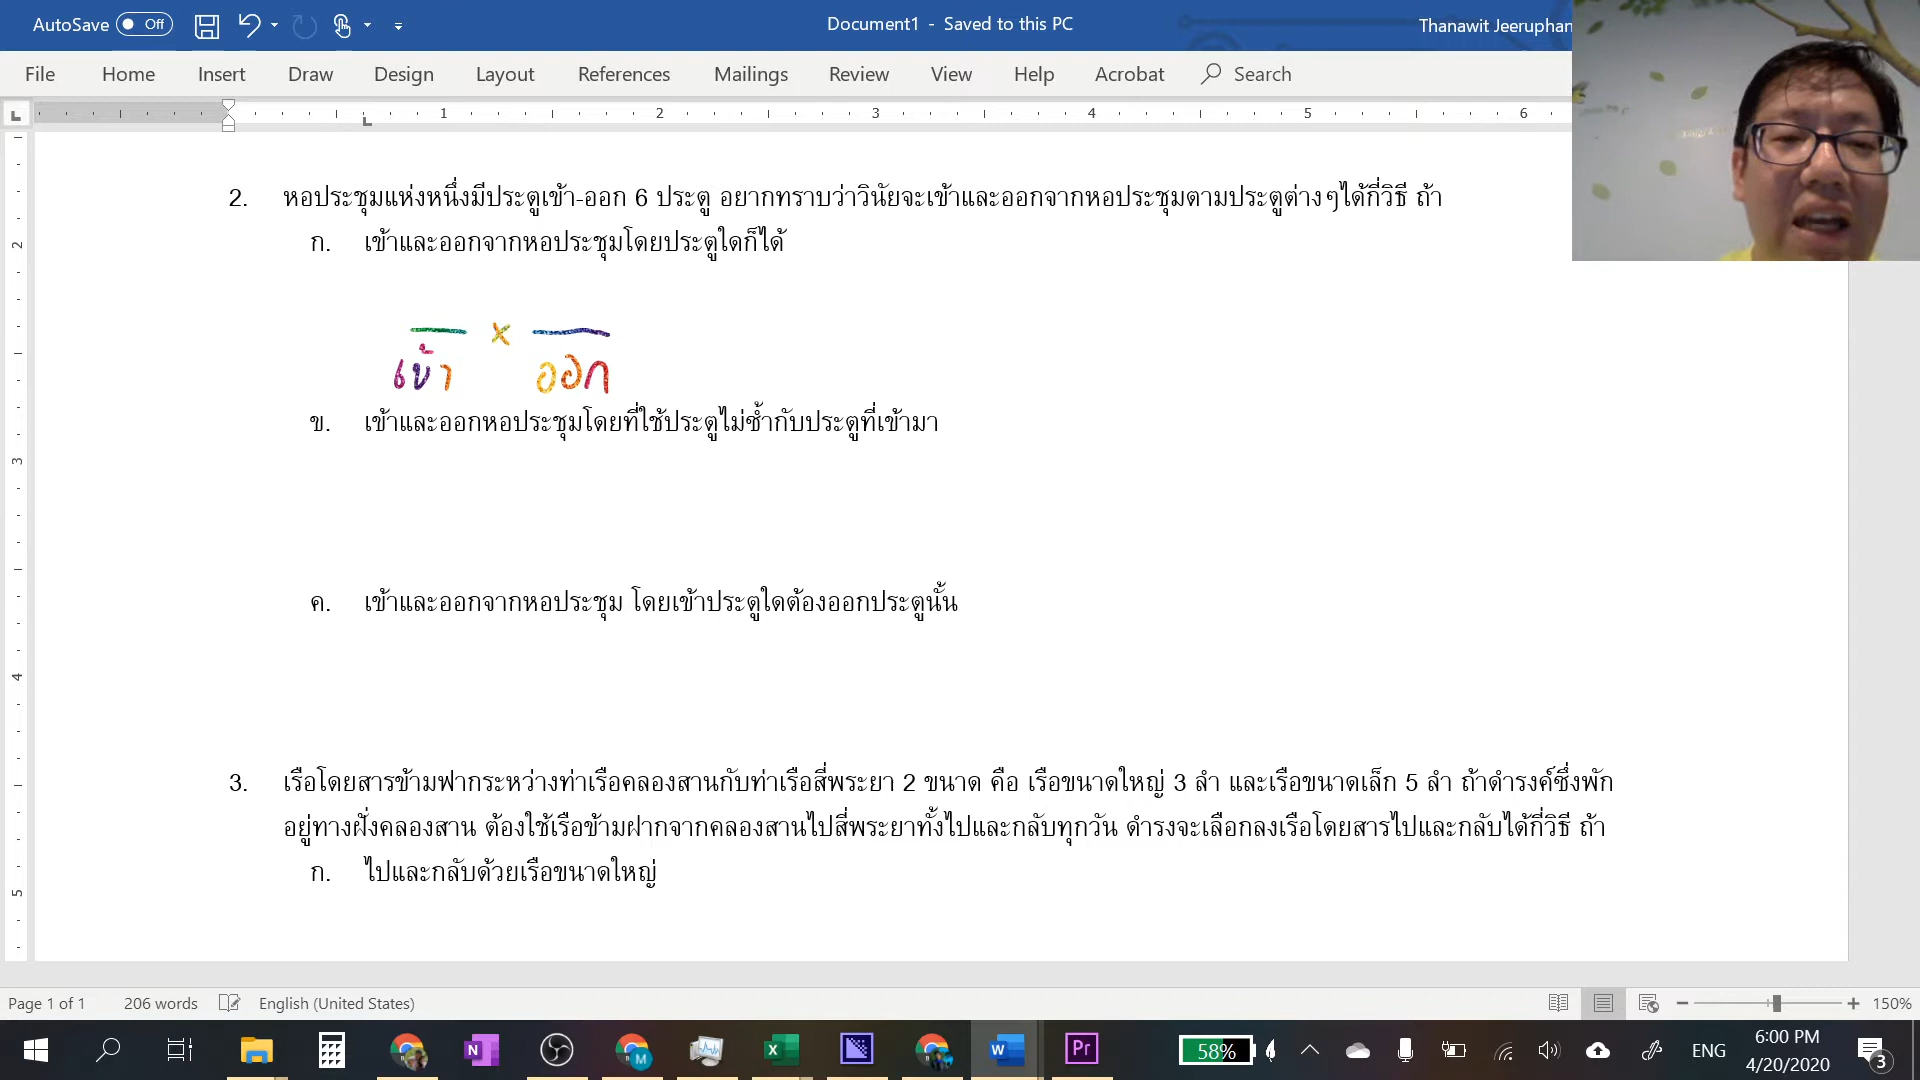 AutoSave Off
Document1 - Saved to this PC
Thanawit Jeeruphan
File Home Insert Draw Design Layout References Mailings Review View Help Acrobat Search
1 2 3 4 5 6
2. หอประชุมแห่งหนึ่งมีประตูเข้า-ออก 6 ประตู อยากทราบว่าวินัยจะเข้าและออกจากหอประชุมตามประตูต่างๆได้กี่วิธี ถ้า
ก. เข้าและออกจากหอประชุมโดยประตูใดก็ได้
x
เข้า ออก
ข. เข้าและออกหอประชุมโดยที่ใช้ประตูไม่ซ้ำกับประตูที่เข้ามา
ค. เข้าและออกจากหอประชุม โดยเข้าประตูใดต้องออกประตูนั้น
3. เรือโดยสารข้ามฟากระหว่างท่าเรือคลองสานกับท่าเรือสี่พระยา 2 ขนาด คือ เรือขนาดใหญ่ 3 ลำ และเรือขนาดเล็ก 5 ลำ ถ้าดำรงค์ซึ่งพัก
อยู่ทางฝั่งคลองสาน ต้องใช้เรือข้ามฝากจากคลองสานไปสี่พระยาทั้งไปและกลับทุกวัน ดำรงจะเลือกลงเรือโดยสารไปและกลับได้กี่วิธี ถ้า
ก. ไปและกลับด้วยเรือขนาดใหญ่
2
3
4
5
Page 1 of 1 206 words English (United States) 150%
N M X W Pr 58% ENG 6:00 PM
4/20/2020 3